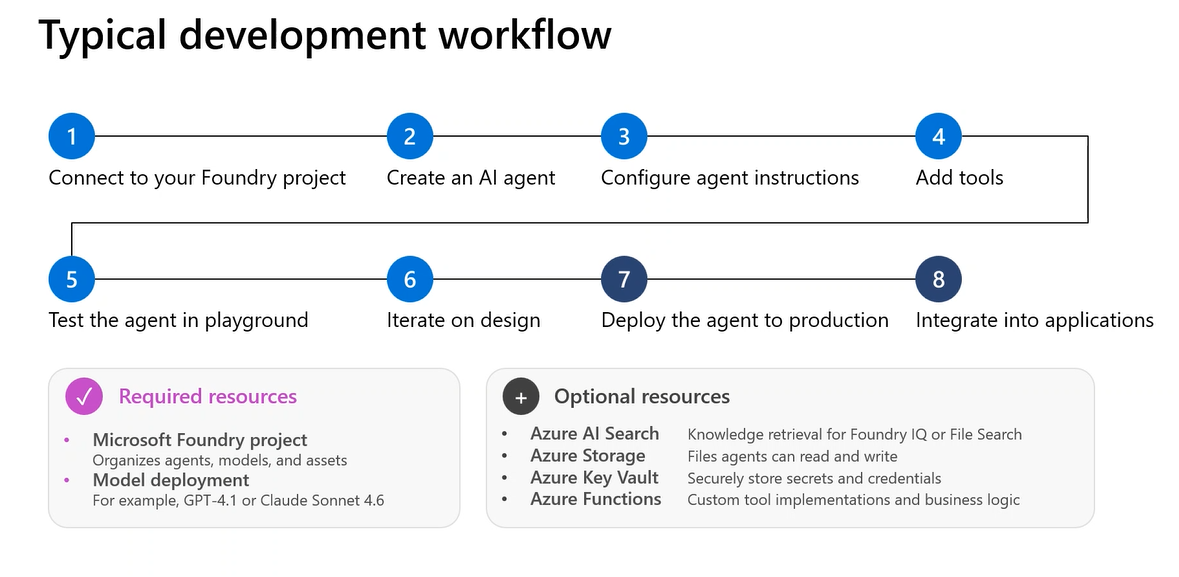 Typical development workflow
1
2
3
4
Connect to your Foundry project
Create an AI agent
Configure agent instructions
Add tools
5
6
7
8
Test the agent in playground
Iterate on design
Deploy the agent to production
Integrate into applications
Required resources
• Microsoft Foundry project
Organizes agents, models, and assets
• Model deployment
For example, GPT-4.1 or Claude Sonnet 4.6
+ Optional resources
• Azure AI Search Knowledge retrieval for Foundry IQ or File Search
• Azure Storage Files agents can read and write
• Azure Key Vault Securely store secrets and credentials
• Azure Functions Custom tool implementations and business logic